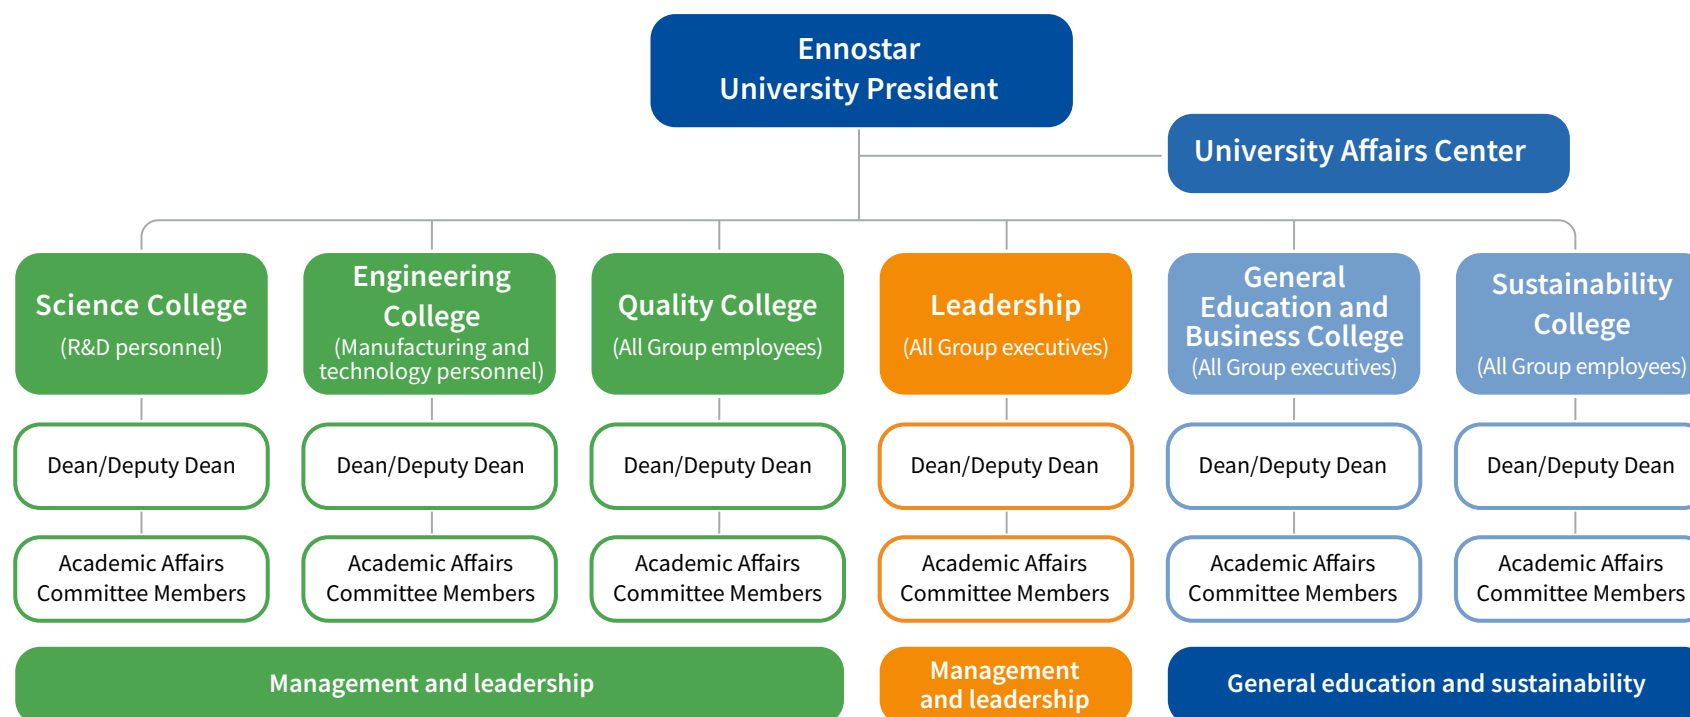 Ennostar
University President
University Affairs Center
Science College
(R&D personnel)
Engineering
College
(Manufacturing and
technology personnel)
Quality College
(All Group employees)
Leadership
(All Group executives)
General
Education and
Business College
(All Group executives)
Sustainability
College
(All Group employees)
Dean/Deputy Dean
Dean/Deputy Dean
Dean/Deputy Dean
Dean/Deputy Dean
Dean/Deputy Dean
Dean/Deputy Dean
Academic Affairs
Committee Members
Academic Affairs
Committee Members
Academic Affairs
Committee Members
Academic Affairs
Committee Members
Academic Affairs
Committee Members
Academic Affairs
Committee Members
Management and leadership
Management
and leadership
General education and sustainability